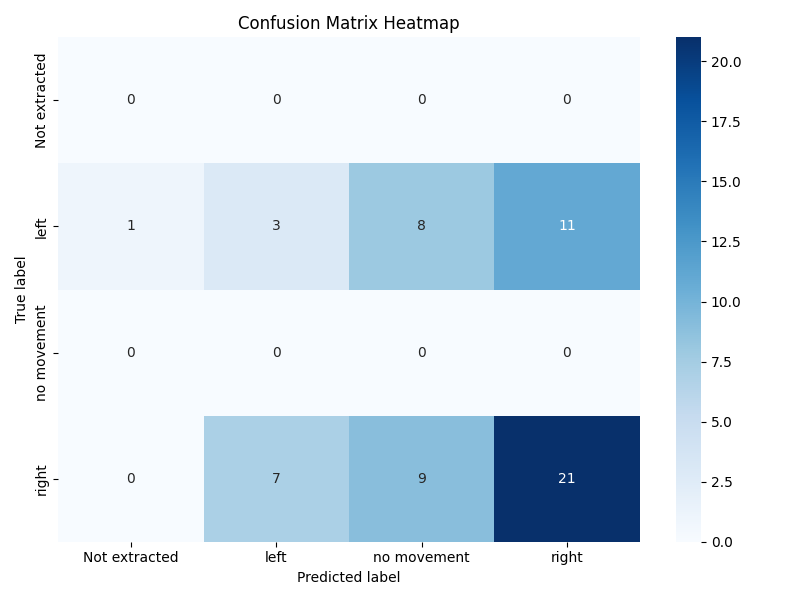 Confusion Matrix Heatmap
True label
Not extracted
0 0 0 0
left
1 3 8 11
no movement
0 0 0 0
right
0 7 9 21
Not extracted left no movement right
Predicted label
20.0
17.5
15.0
12.5
10.0
7.5
5.0
2.5
0.0